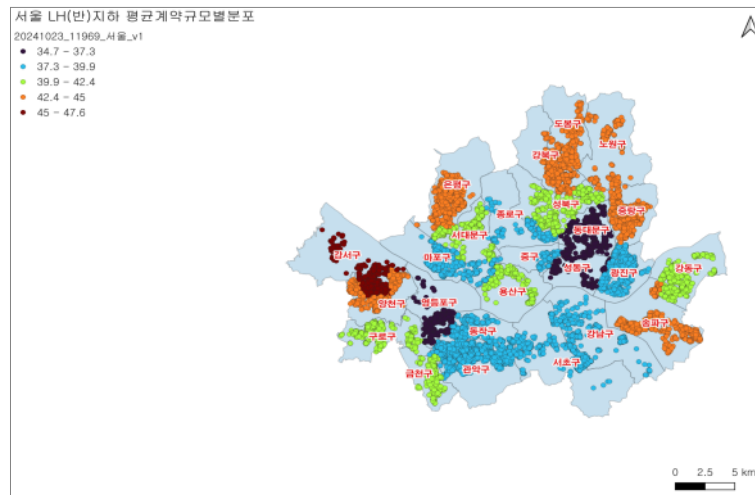 서울 LH(반)지하 평균계약규모별분포
20241023_11969_서울_v1
34.7 - 37.3
37.3 - 39.9
39.9 - 42.4
42.4 - 45
45 - 47.6
도봉구
노원구
강북구
은평구
성북구
중랑구
종로구
동대문구
서대문구
마포구
중구
성동구
광진구
강동구
강서구
용산구
양천구
영등포구
구로구
동작구
송파구
강남구
서초구
관악구
금천구
0 2.5 5 km